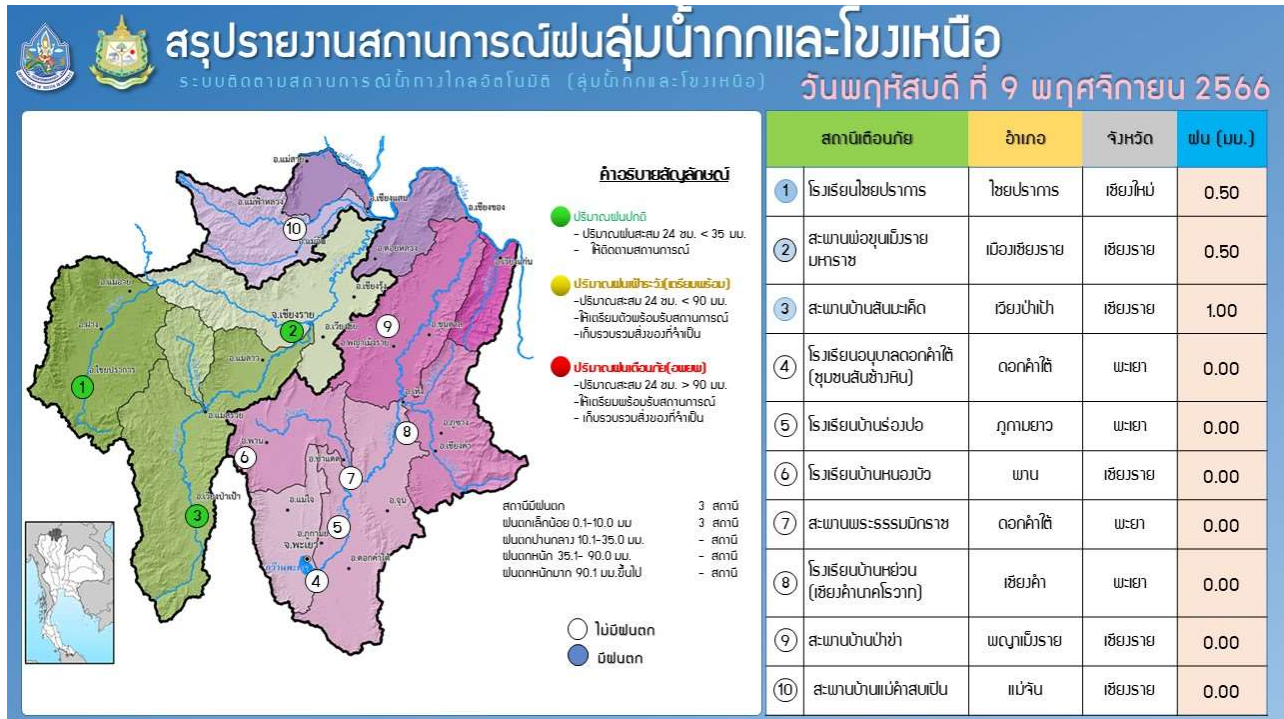 สรุปรายงานสถานการณ์ฝนลุ่มน้ำกกและโขงเหนือ
ระบบติดตามสถานการณ์น้ำทางไกลอัตโนมัติ (ลุ่มน้ำกกและโขงเหนือ)
วันพฤหัสบดี ที่ 9 พฤศจิกายน 2566
คำอธิบายสัญลักษณ์
ปริมาณฝนปกติ
- ปริมาณฝนสะสม 24 ชม. < 35 มม.
- ให้ติดตามสถานการณ์
ปริมาณฝนเฝ้าระวัง(เตรียมพร้อม)
-ปริมาณสะสม 24 ชม. < 90 มม.
-ให้เตรียมตัวพร้อมรับสถานการณ์
-เก็บรวบรวมสิ่งของที่จำเป็น
ปริมาณฝนเตือนภัย(อพยพ)
-ปริมาณสะสม 24 ชม. > 90 มม.
-ให้เตรียมพร้อมรับสถานการณ์
- เก็บรวบรวมสิ่งของที่จำเป็น
อ.แม่สาย
อ.แม่ฟ้าหลวง
อ.เชียงแสน
อ.เชียงของ
10
อ.ดอยหลวง
อ.เวียงแก่น
อ.แม่อาย
อ.เชียงรุ้ง
จ.เชียงราย
2
9
อ.ขุนตาล
อ.ฝาง
อ.พญาเม็งราย
อ.แม่ลาว
อ.ไชยปราการ
1
อ.เทิง
อ.แม่สรวย
8
อ.ภูซาง
อ.พาน
อ.เชียงคำ
6
อ.ป่าแดด
7
อ.เวียงป่าเป้า
อ.แม่ใจ
อ.จุน
3
5
จ.พะเยา
อ.ดอกคำใต้
4
สถานีมีฝนตก 3 สถานี
ฝนตกเล็กน้อย 0.1-10.0 มม 3 สถานี
ฝนตกปานกลาง 10.1-35.0 มม. - สถานี
ฝนตกหนัก 35.1- 90.0 มม. - สถานี
ฝนตกหนักมาก 90.1 มม.ขึ้นไป - สถานี
ไม่มีฝนตก
มีฝนตก
สถานีเตือนภัย อำเภอ จังหวัด ฝน (มม.)
1 โรงเรียนไชยปราการ ไชยปราการ เชียงใหม่ 0.50
2 สะพานพ่อขุนเม็งราย
มหาราช เมืองเชียงราย เชียงราย 0.50
3 สะพานบ้านสันมะเค็ด เวียงป่าเป้า เชียงราย 1.00
4 โรงเรียนอนุบาลดอกคำใต้
(ชุมชนสันช้างหิน) ดอกคำใต้ พะเยา 0.00
5 โรงเรียนบ้านร่องปอ ภูกามยาว พะเยา 0.00
6 โรงเรียนบ้านหนองบัว พาน เชียงราย 0.00
7 สะพานพระธรรมมิกราช ดอกคำใต้ พะยา 0.00
8 โรงเรียนบ้านหย่วน
(เชียงคำนาคโรวาท) เชียงคำ พะเยา 0.00
9 สะพานบ้านป่าข่า พญาเม็งราย เชียงราย 0.00
10 สะพานบ้านแม่คำสบเปิน แม่จัน เชียงราย 0.00